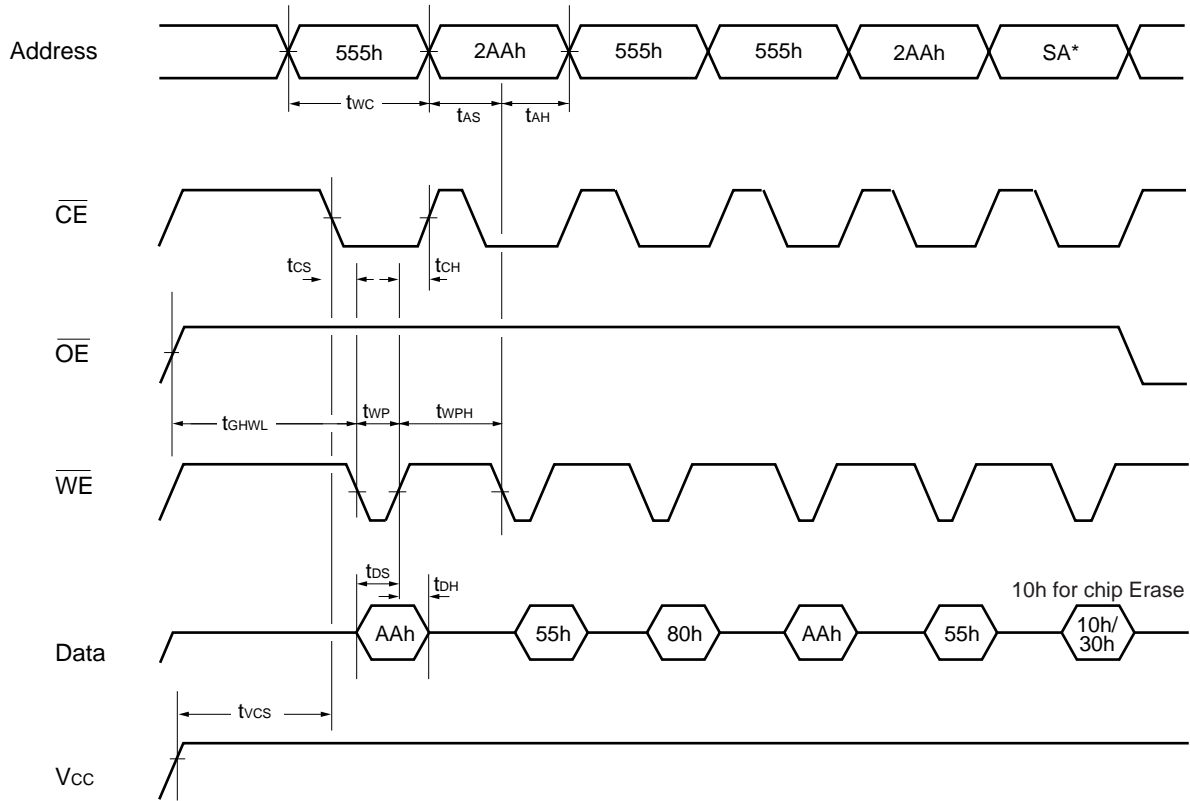 Address
555h
2AAh
555h
555h
2AAh
SA*
tWC
tAS
tAH
CE
tCS
tCH
OE
tGHWL
tWP
tWPH
WE
tDS
tDH
10h for chip Erase
Data
AAh
55h
80h
AAh
55h
10h/
30h
tVCS
VCC